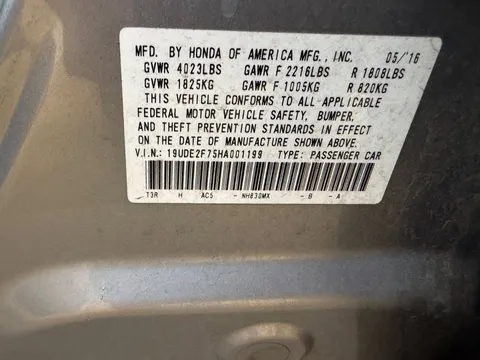 MFD. BY HONDA OF AMERICA MFG., INC. 05/16
GVWR 4023LBS GAWR F 2216LBS R 1808LBS
GVWR 1825KG GAWR F 1005KG R 820KG
THIS VEHICLE CONFORMS TO ALL APPLICABLE
FEDERAL MOTOR VEHICLE SAFETY, BUMPER,
AND THEFT PREVENTION STANDARDS IN EFFECT
ON THE DATE OF MANUFACTURE SHOWN ABOVE.
V.I.N.: 19UDE2F75HA001199 TYPE: PASSENGER CAR
T3R H AC5 - NH830MX - B - A